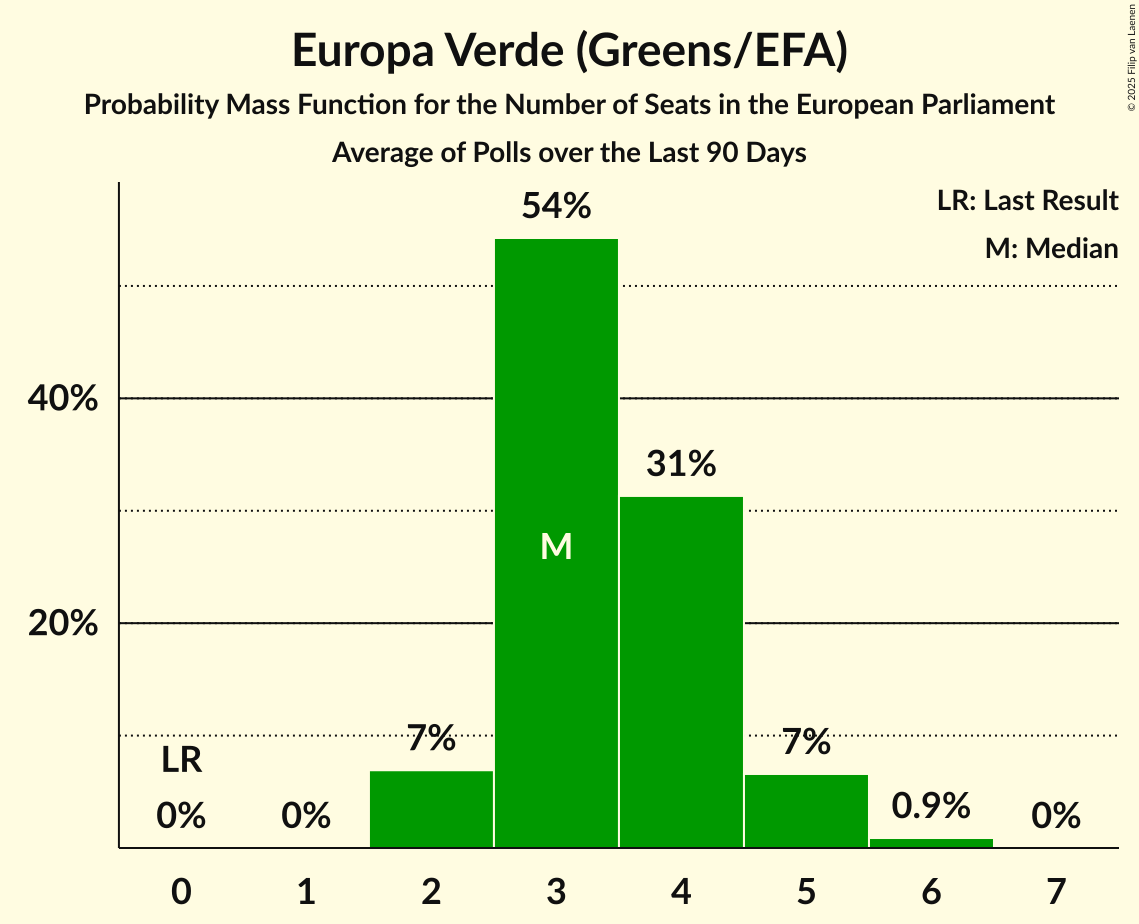 Europa Verde (Greens/EFA)
Probability Mass Function for the Number of Seats in the European Parliament
Average of Polls over the Last 90 Days
© 2025 Filip van Laenen
LR: Last Result
M: Median
54%
40%
31%
M
20%
7%
7%
LR
0%
0%
0.9%
0%
0 1 2 3 4 5 6 7